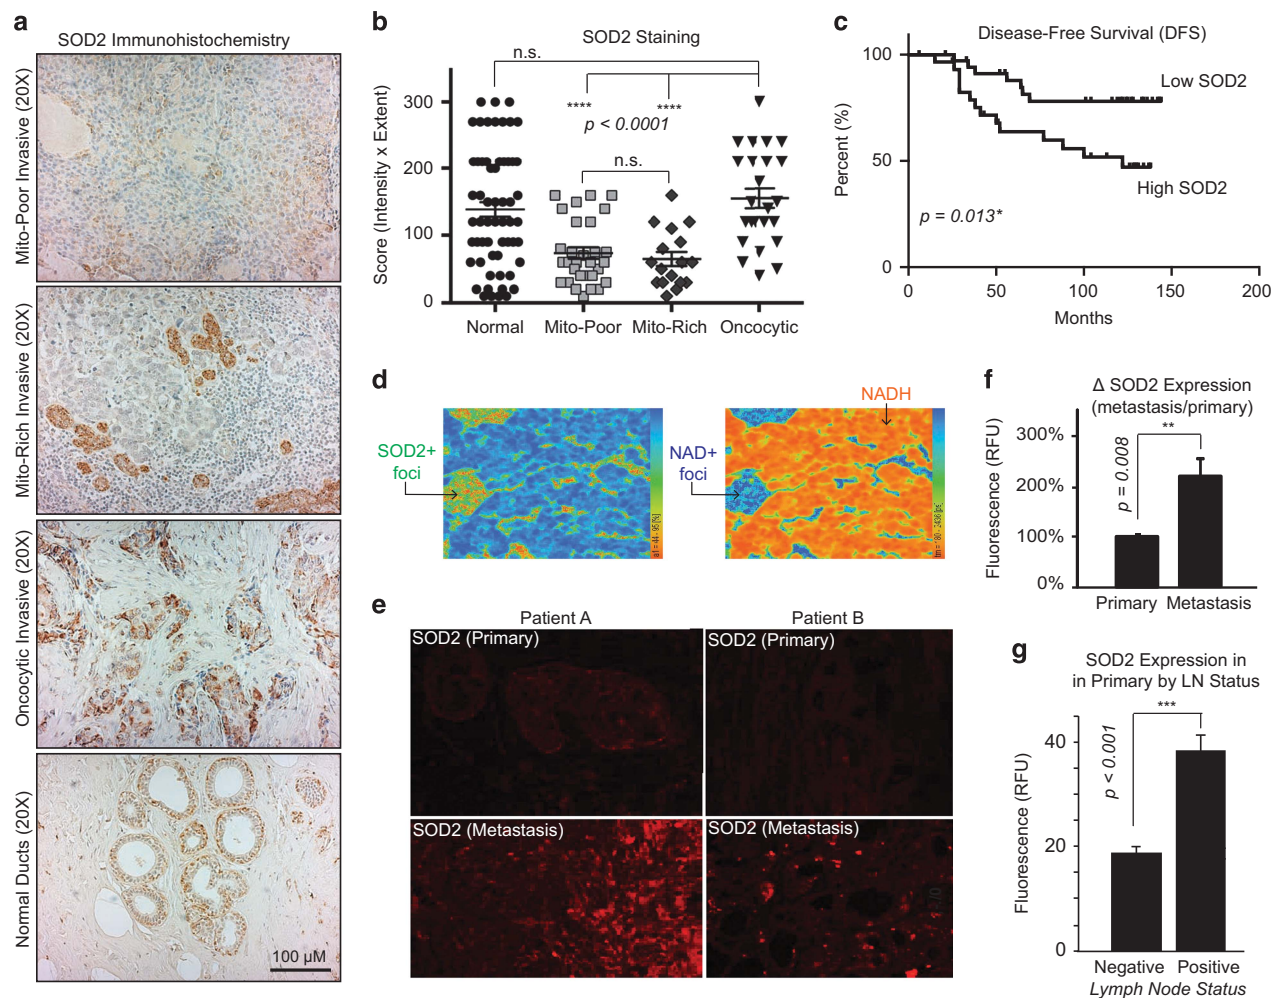 a
SOD2 Immunohistochemistry
Mito-Poor Invasive (20X)
Mito-Rich Invasive (20X)
Oncocytic Invasive (20X)
Normal Ducts (20X)
100 µM
b
SOD2 Staining
n.s.
****
****
p < 0.0001
n.s.
Score (Intensity x Extent)
300
200
100
0
Normal
Mito-Poor
Mito-Rich
Oncocytic
c
Disease-Free Survival (DFS)
Percent (%)
100
50
0
Low SOD2
High SOD2
p = 0.013*
0
50
100
150
200
Months
d
SOD2+
foci
NADH
NAD+
foci
e
Patient A
Patient B
SOD2 (Primary)
SOD2 (Primary)
SOD2 (Metastasis)
SOD2 (Metastasis)
f
Δ SOD2 Expression
(metastasis/primary)
Fluorescence (RFU)
300%
200%
100%
0%
p = 0.008
**
Primary
Metastasis
g
SOD2 Expression in
in Primary by LN Status
Fluorescence (RFU)
40
20
0
p < 0.001
***
Negative
Positive
Lymph Node Status